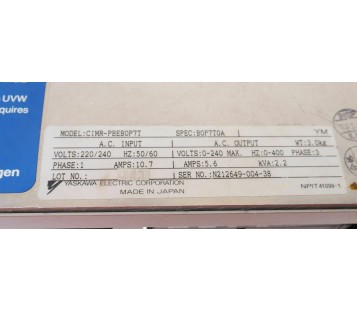 UVW
quires
gen
MODEL:CIMR-PBEB0P7T SPEC:B0P7T0A YM
A.C. INPUT A.C. OUTPUT WT:3.0kg
VOLTS:220/240 HZ:50/60 VOLTS:0-240 MAX. HZ:0-400 PHASE:3
PHASE:1 AMPS:10.7 AMPS:5.6 KVA:2.2
LOT NO.: SER NO.:N212649-004-38
YASKAWA ELECTRIC CORPORATION
MADE IN JAPAN NPIT41099-1